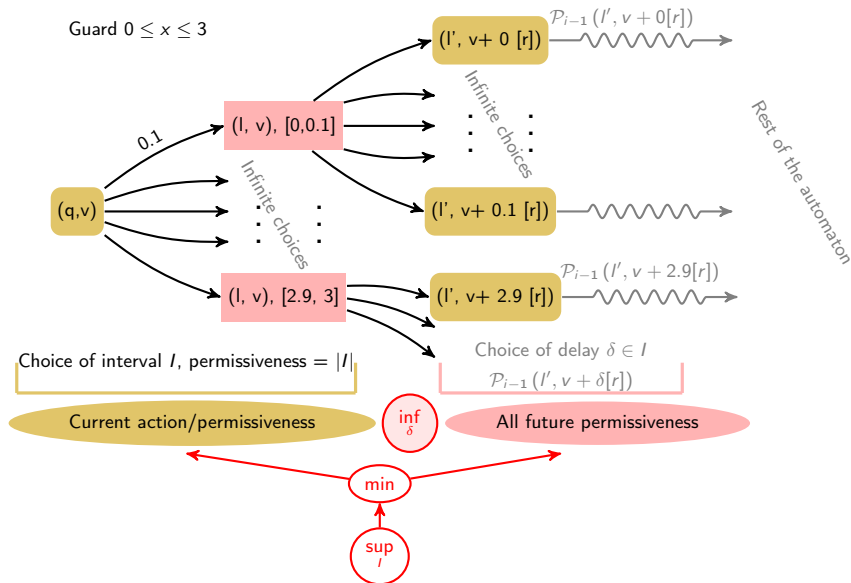 Guard 0 ≤ x ≤ 3
(l', v+ 0 [r])
𝒫ᵢ₋₁(l', v + 0[r])
0.1
(l, v), [0,0.1]
Infinite choices
Rest of the automaton
(q,v)
Infinite choices
(l', v+ 0.1 [r])
(l, v), [2.9, 3]
(l', v+ 2.9 [r])
𝒫ᵢ₋₁(l', v + 2.9[r])
Choice of interval I, permissiveness = |I|
Choice of delay δ ∈ I
𝒫ᵢ₋₁(l', v + δ[r])
Current action/permissiveness
inf
δ
All future permissiveness
min
sup
I